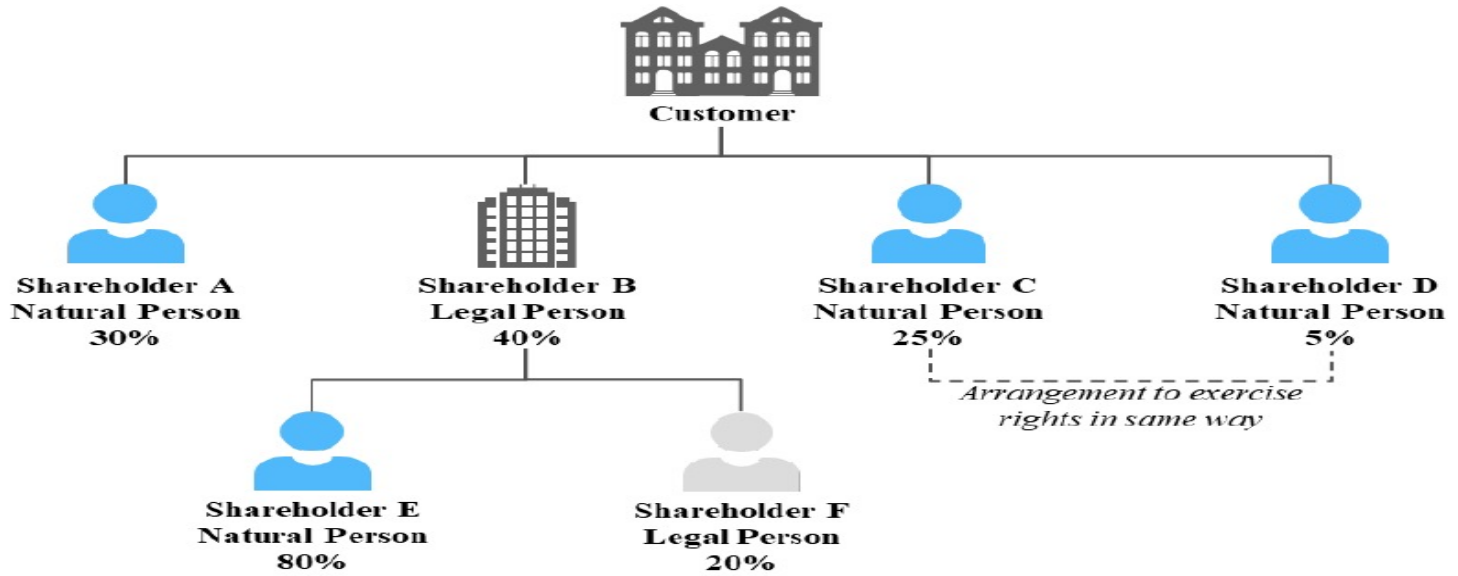 Customer
Shareholder A
Natural Person
30%
Shareholder B
Legal Person
40%
Shareholder C
Natural Person
25%
Shareholder D
Natural Person
5%
Arrangement to exercise
rights in same way
Shareholder E
Natural Person
80%
Shareholder F
Legal Person
20%